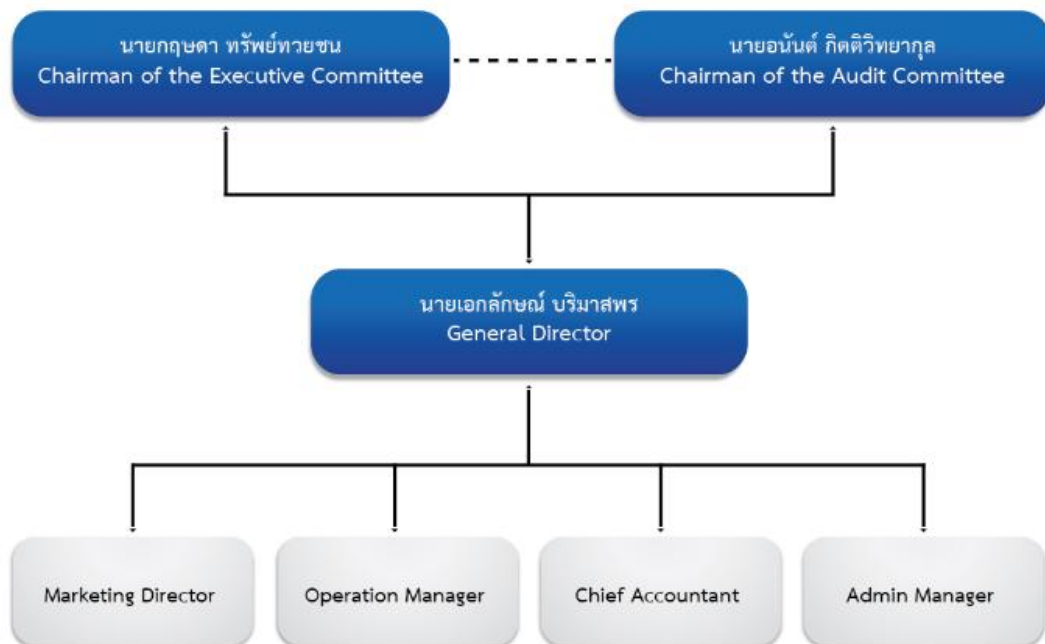 นายกฤษดา ทรัพย์ทวยชน
Chairman of the Executive Committee
นายอนันต์ กิตติวิทยากุล
Chairman of the Audit Committee
นายเอกลักษณ์ บริมาสพร
General Director
Marketing Director
Operation Manager
Chief Accountant
Admin Manager